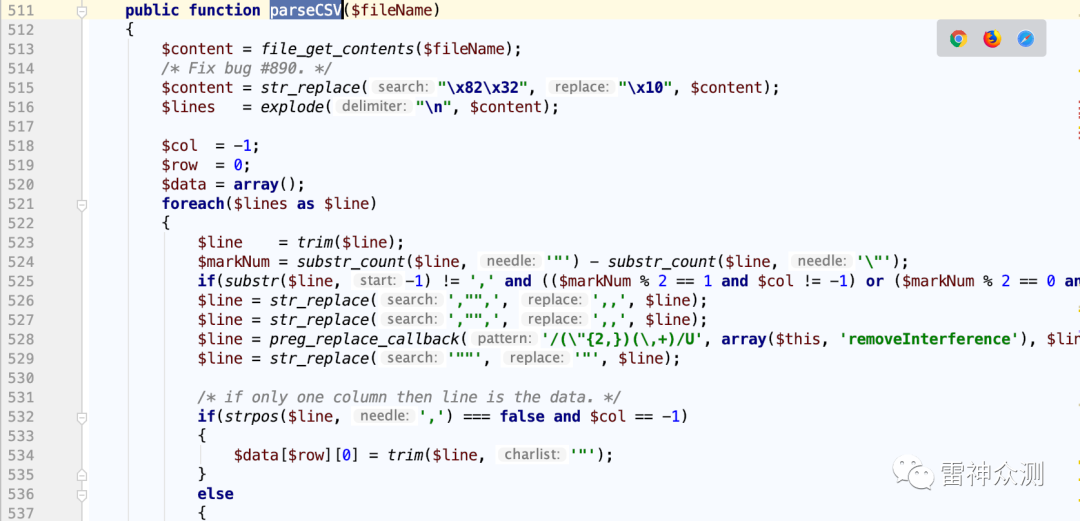 511 public function parseCSV($fileName)
512 {
513 $content = file_get_contents($fileName);
514 /* Fix bug #890. */
515 $content = str_replace( search: "\x82\x32", replace: "\x10", $content);
516 $lines = explode( delimiter: "\n", $content);
517
518 $col = -1;
519 $row = 0;
520 $data = array();
521 foreach($lines as $line)
522 {
523 $line = trim($line);
524 $markNum = substr_count($line, needle: '"') - substr_count($line, needle: '\"');
525 if(substr($line, start: -1) != ',' and (($markNum % 2 == 1 and $col != -1) or ($markNum % 2 == 0 an
526 $line = str_replace( search: ',"",', replace: ',,', $line);
527 $line = str_replace( search: ',"",', replace: ',,', $line);
528 $line = preg_replace_callback( pattern: '/(\"{2,})(\,+)/U', array($this, 'removeInterference'), $lin
529 $line = str_replace( search: '""', replace: '"', $line);
530
531 /* if only one column then line is the data. */
532 if(strpos($line, needle: ',') === false and $col == -1)
533 {
534 $data[$row][0] = trim($line, charlist: '"');
535 }
536 else
537 {
雷神众测